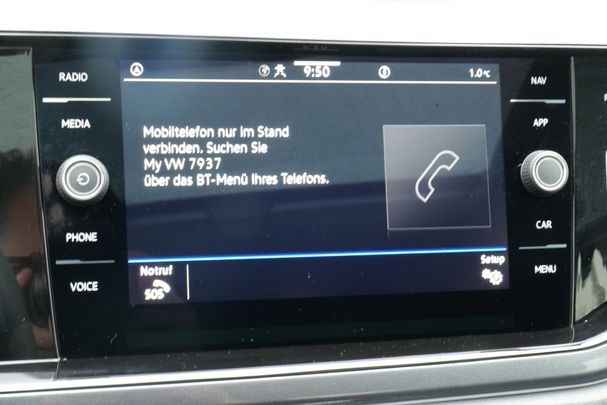 RADIO
MEDIA
PHONE
VOICE
9:50
1.0°C
Mobiltelefon nur im Stand
verbinden. Suchen Sie
My VW 7937
über das BT-Menü Ihres Telefons.
Notruf
SOS
Setup
NAV
APP
CAR
MENU